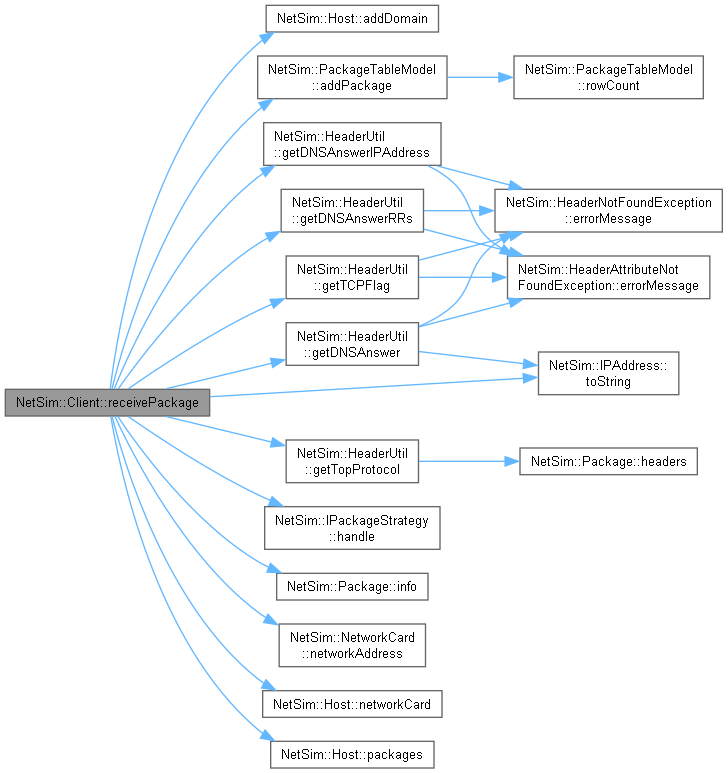 NetSim::Host::addDomain
NetSim::PackageTableModel
::addPackage
NetSim::PackageTableModel
::rowCount
NetSim::HeaderUtil
::getDNSAnswerIPAddress
NetSim::HeaderUtil
::getDNSAnswerRRs
NetSim::HeaderNotFoundException
::errorMessage
NetSim::HeaderUtil
::getTCPFlag
NetSim::HeaderAttributeNot
FoundException::errorMessage
NetSim::HeaderUtil
::getDNSAnswer
NetSim::IPAddress::
toString
NetSim::Client::receivePackage
NetSim::HeaderUtil
::getTopProtocol
NetSim::Package::headers
NetSim::IPackageStrategy
::handle
NetSim::Package::info
NetSim::NetworkCard
::networkAddress
NetSim::Host::networkCard
NetSim::Host::packages